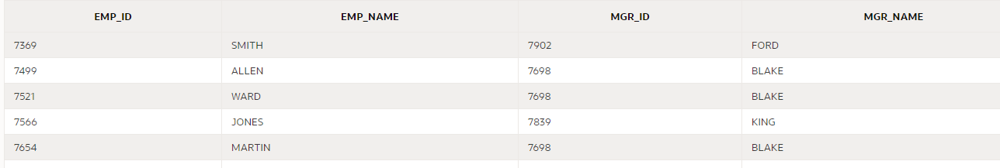 EMP_ID EMP_NAME MGR_ID MGR_NAME
7369 SMITH 7902 FORD
7499 ALLEN 7698 BLAKE
7521 WARD 7698 BLAKE
7566 JONES 7839 KING
7654 MARTIN 7698 BLAKE